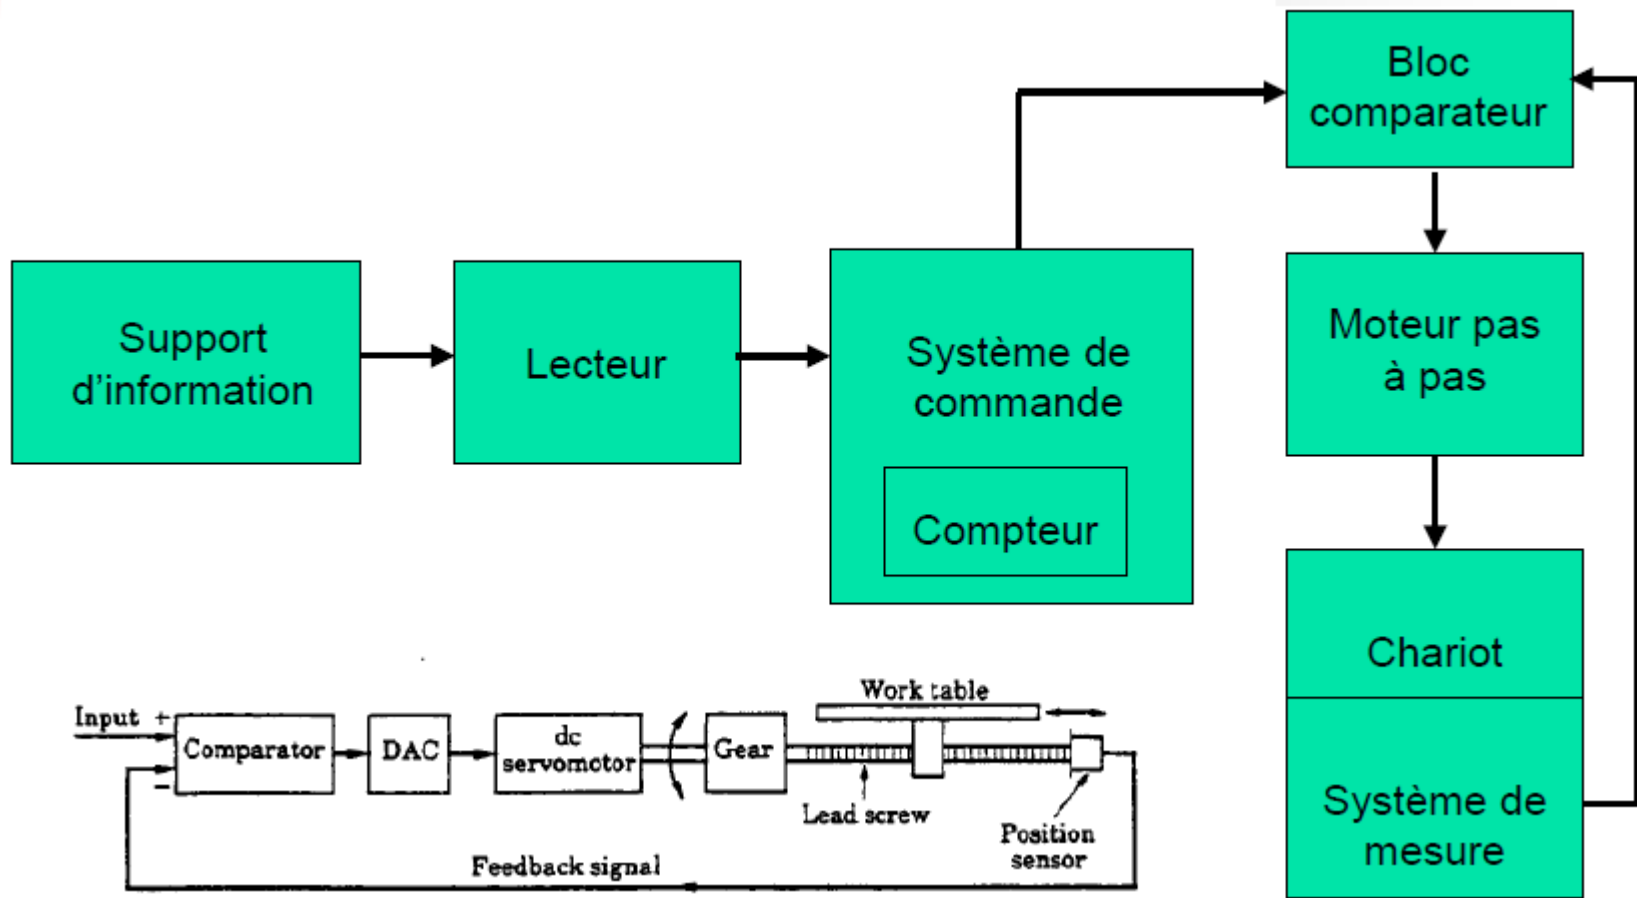 Bloc
comparateur
Support
d'information
Lecteur
Système de
commande
Compteur
Moteur pas
à pas
Chariot
Système de
mesure
Input +
-
Comparator
DAC
dc
servomotor
Gear
Work table
Lead screw
Position
sensor
Feedback signal